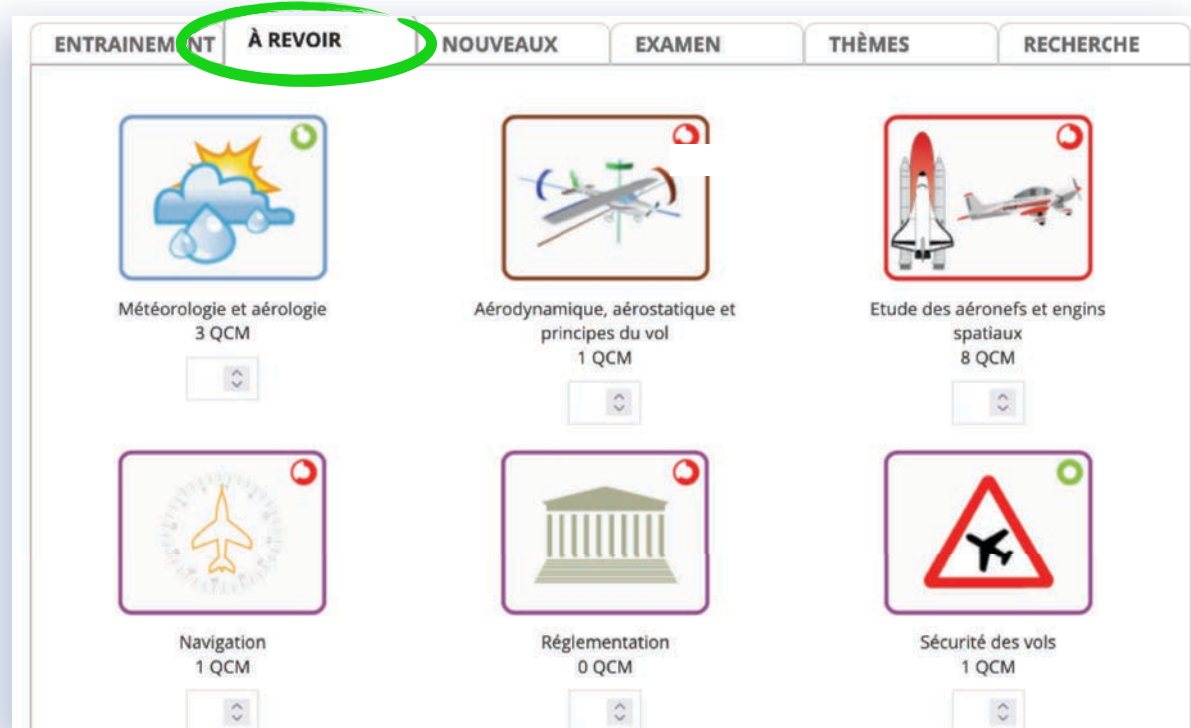 ENTRAINEMENT À REVOIR NOUVEAUX EXAMEN THÈMES RECHERCHE
Météorologie et aérologie
3 QCM
Aérodynamique, aérostatique et
principes du vol
1 QCM
Etude des aéronefs et engins
spatiaux
8 QCM
Navigation
1 QCM
Réglementation
0 QCM
Sécurité des vols
1 QCM